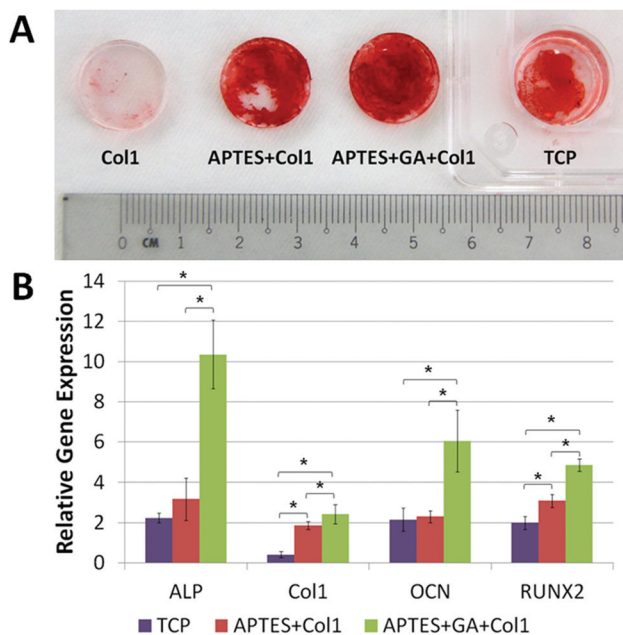 A
Col1 APTES+Col1 APTES+GA+Col1 TCP
0 CM 1 2 3 4 5 6 7 8
B
14
12
10
8
6
4
2
0
Relative Gene Expression
* * * * * * * * * *
ALP Col1 OCN RUNX2
TCP APTES+Col1 APTES+GA+Col1